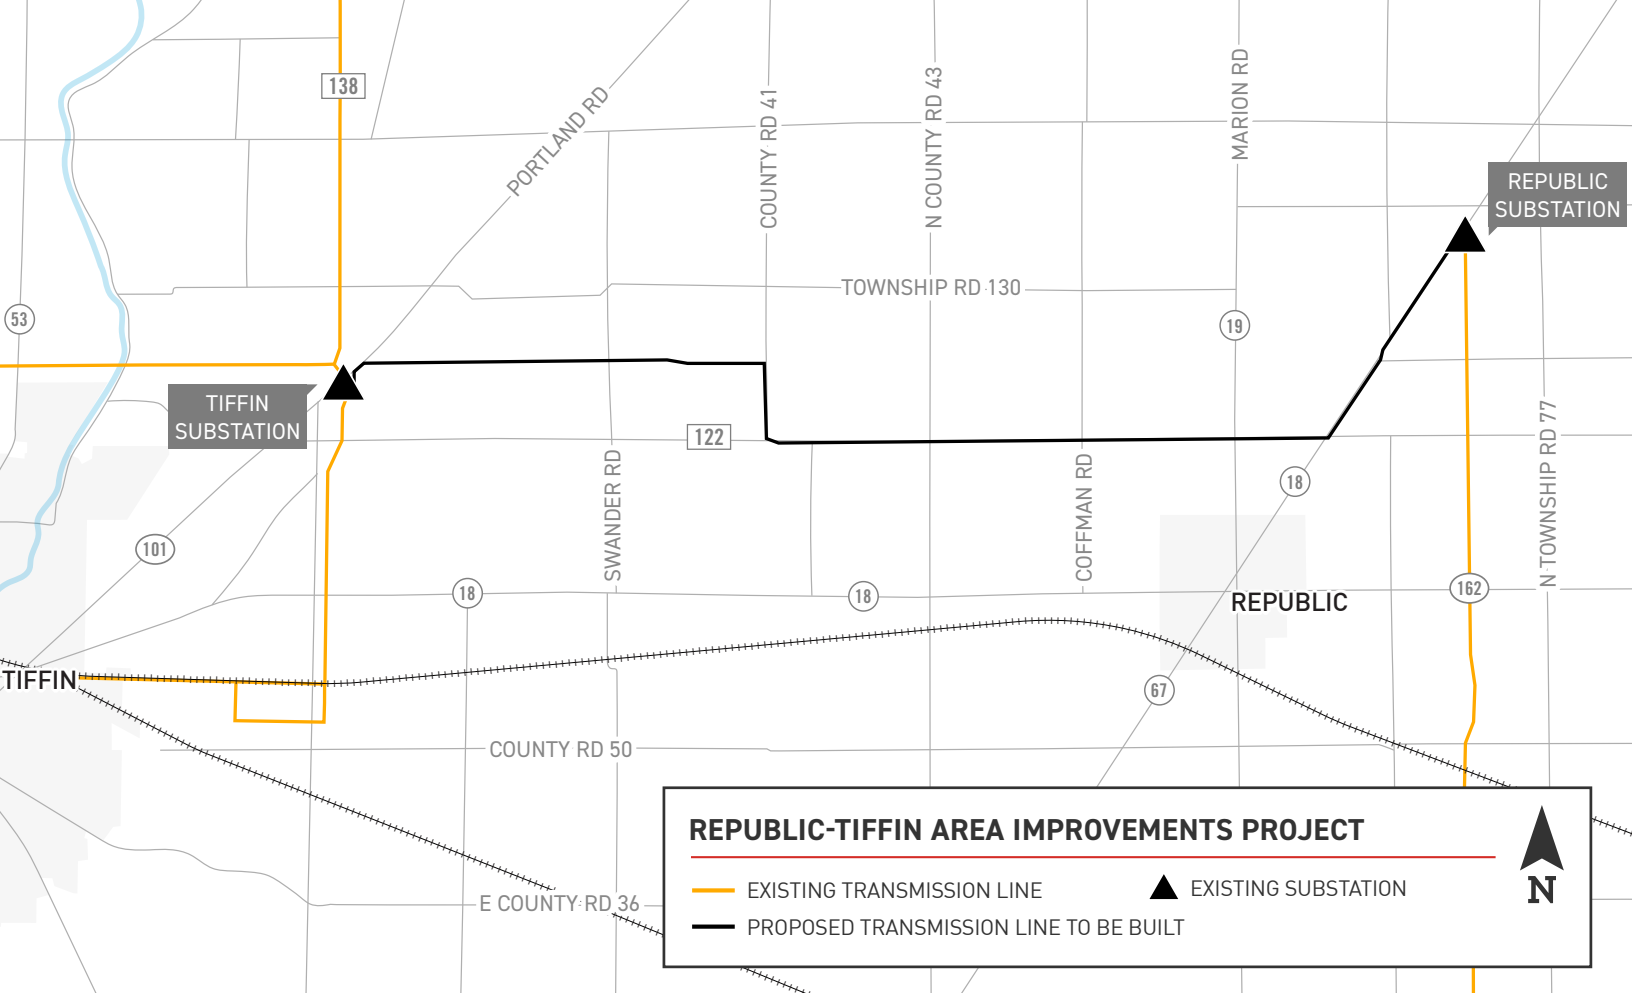 138
PORTLAND RD
COUNTY RD 41
N COUNTY RD 43
MARION RD
REPUBLIC
SUBSTATION
TOWNSHIP RD 130
53
19
TIFFIN
SUBSTATION
122
SWANDER RD
COFFMAN RD
18
N TOWNSHIP RD 77
101
18
18
162
REPUBLIC
TIFFIN
67
COUNTY RD 50
E COUNTY RD 36
REPUBLIC-TIFFIN AREA IMPROVEMENTS PROJECT
EXISTING TRANSMISSION LINE
EXISTING SUBSTATION
PROPOSED TRANSMISSION LINE TO BE BUILT
N